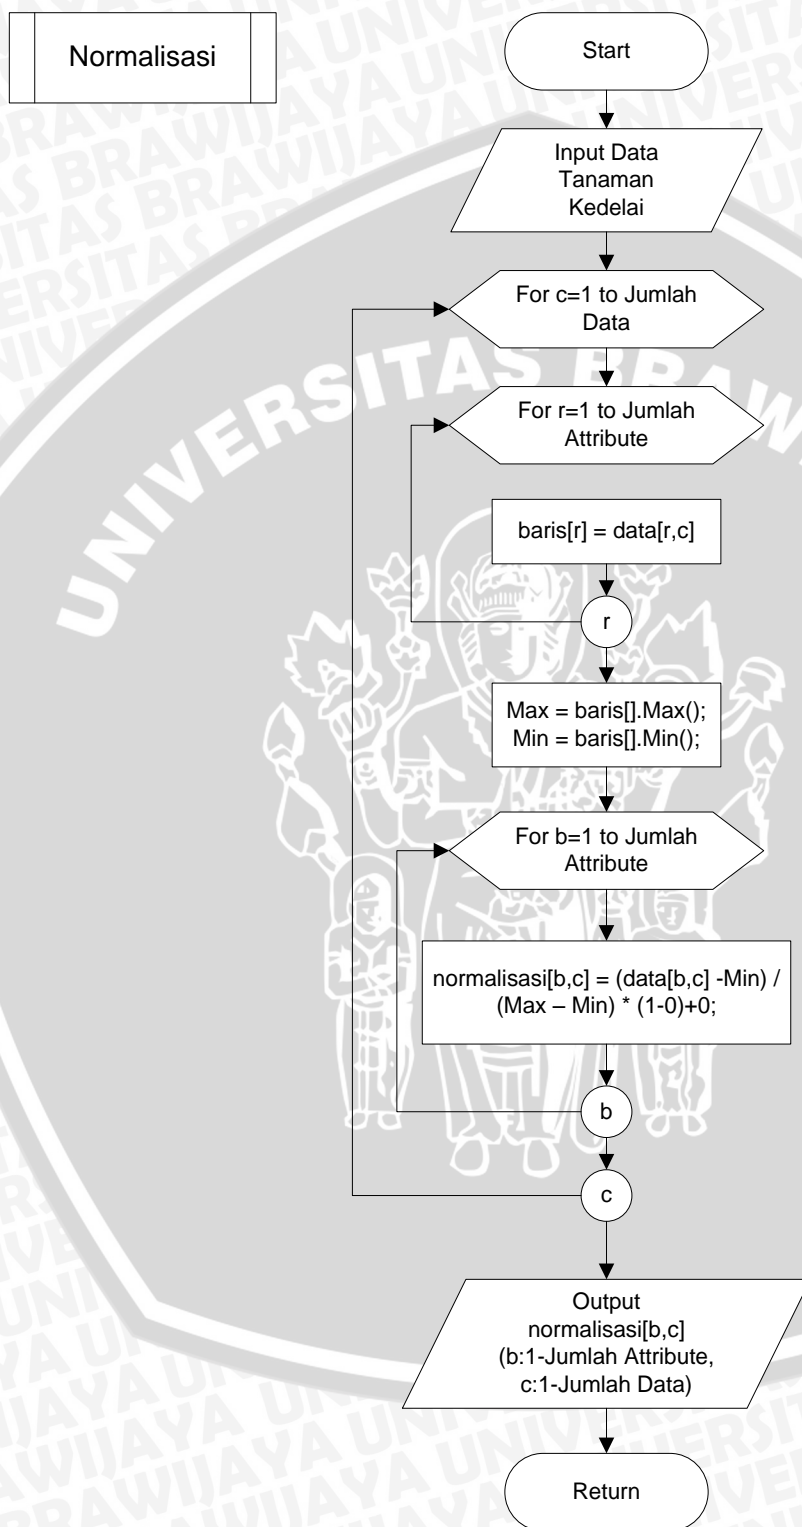 Normalisasi
Start
Input Data
Tanaman
Kedelai
For c=1 to Jumlah
Data
For r=1 to Jumlah
Attribute
baris[r] = data[r,c]
r
Max = baris[].Max();
Min = baris[].Min();
For b=1 to Jumlah
Attribute
normalisasi[b,c] = (data[b,c] -Min) /
(Max – Min) * (1-0)+0;
b
c
Output
normalisasi[b,c]
(b:1-Jumlah Attribute,
c:1-Jumlah Data)
Return
UNIVERSITAS BRAW